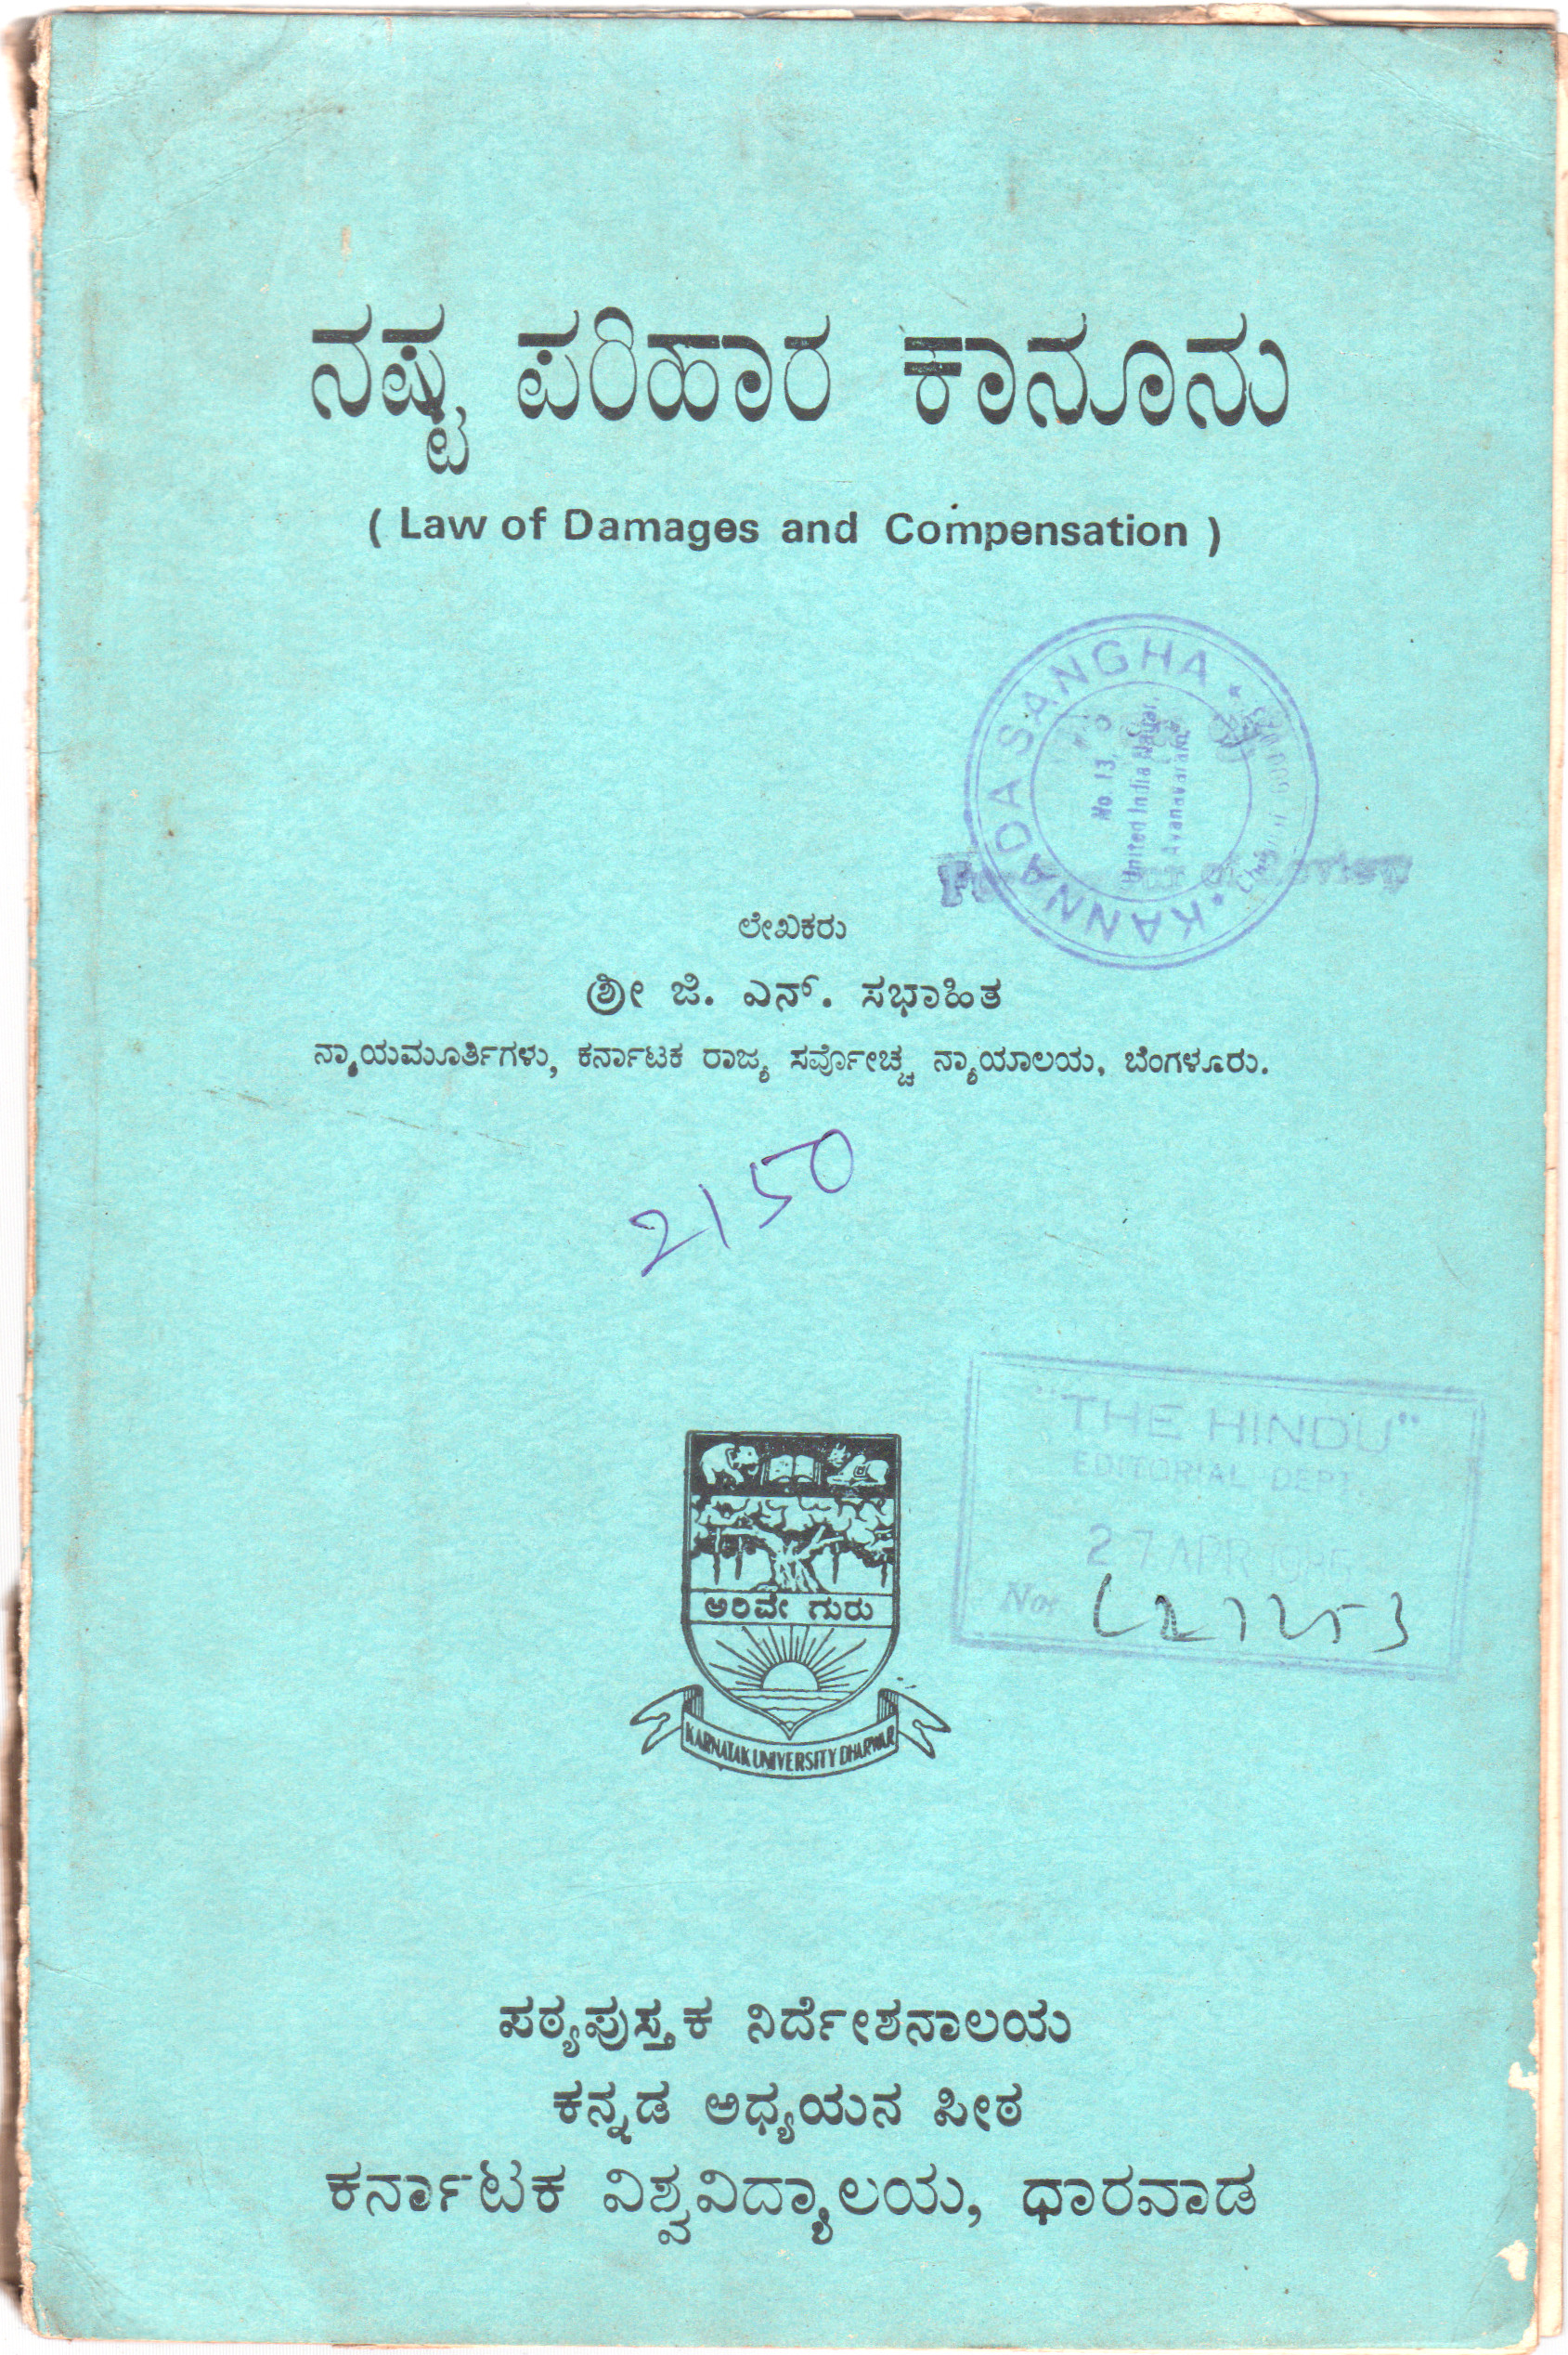 ನಷ್ಟ ಪರಿಹಾರ ಕಾನೂನು
( Law of Damages and Compensation )
KANNADA SANGHA
No. 13,
United India Nagar,
Ayanavaram,
ಲೇಖಕರು
ಶ್ರೀ ಜಿ. ಎನ್. ಸಭಾಹಿತ
ನ್ಯಾಯಮೂರ್ತಿಗಳು, ಕರ್ನಾಟಕ ರಾಜ್ಯ ಸರ್ವೋಚ್ಚ ನ್ಯಾಯಾಲಯ, ಬೆಂಗಳೂರು.
2150
"THE HINDU"
EDITORIAL DEPT.
27 APR 1986
No:
ಅರಿವೇ ಗುರು
KARNATAK UNIVERSITY DHARWAR
ಪಠ್ಯಪುಸ್ತಕ ನಿರ್ದೇಶನಾಲಯ
ಕನ್ನಡ ಅಧ್ಯಯನ ಪೀಠ
ಕರ್ನಾಟಕ ವಿಶ್ವವಿದ್ಯಾಲಯ, ಧಾರವಾಡ